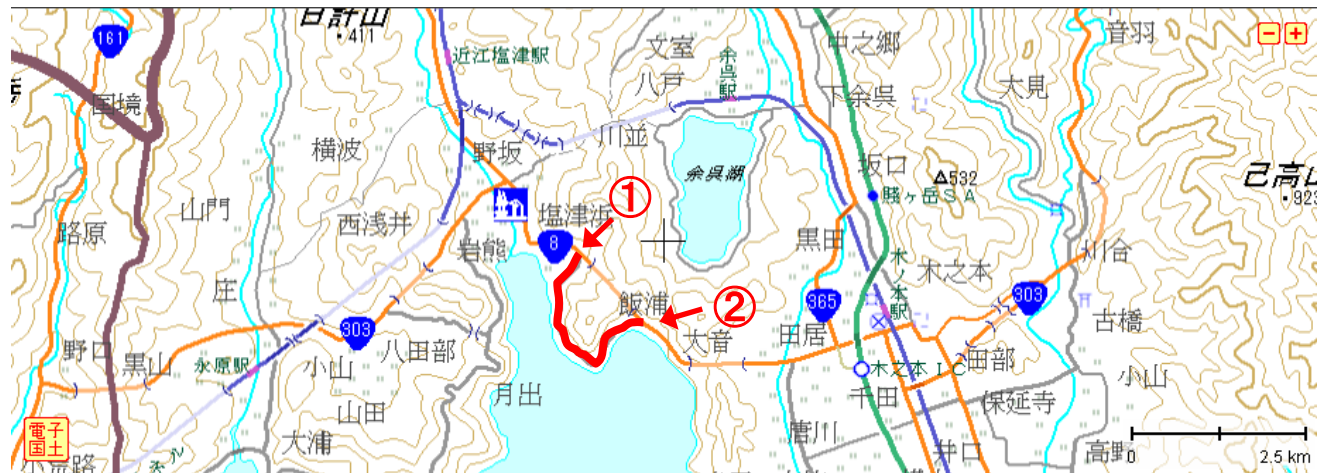 日計山
・411
161
近江塩津駅
文室
八戸
余呉駅
中之郷
音羽
国境
下余呉
大見
横波
野坂
川並
余呉湖
坂口
△532
己高山
・923
賤ヶ岳SA
山門
塩津浜
①
路原
西浅井
岩熊
8
黒田
木ノ本駅
木之本
川合
庄
飯浦
②
365
303
303
古橋
野口
黒山
永原駅
小山
八田部
大音
田居
田部
木之本IC
小山
月出
千田
保延寺
山田
電子
国土
大浦
唐川
井口
高野
0
2.5 km